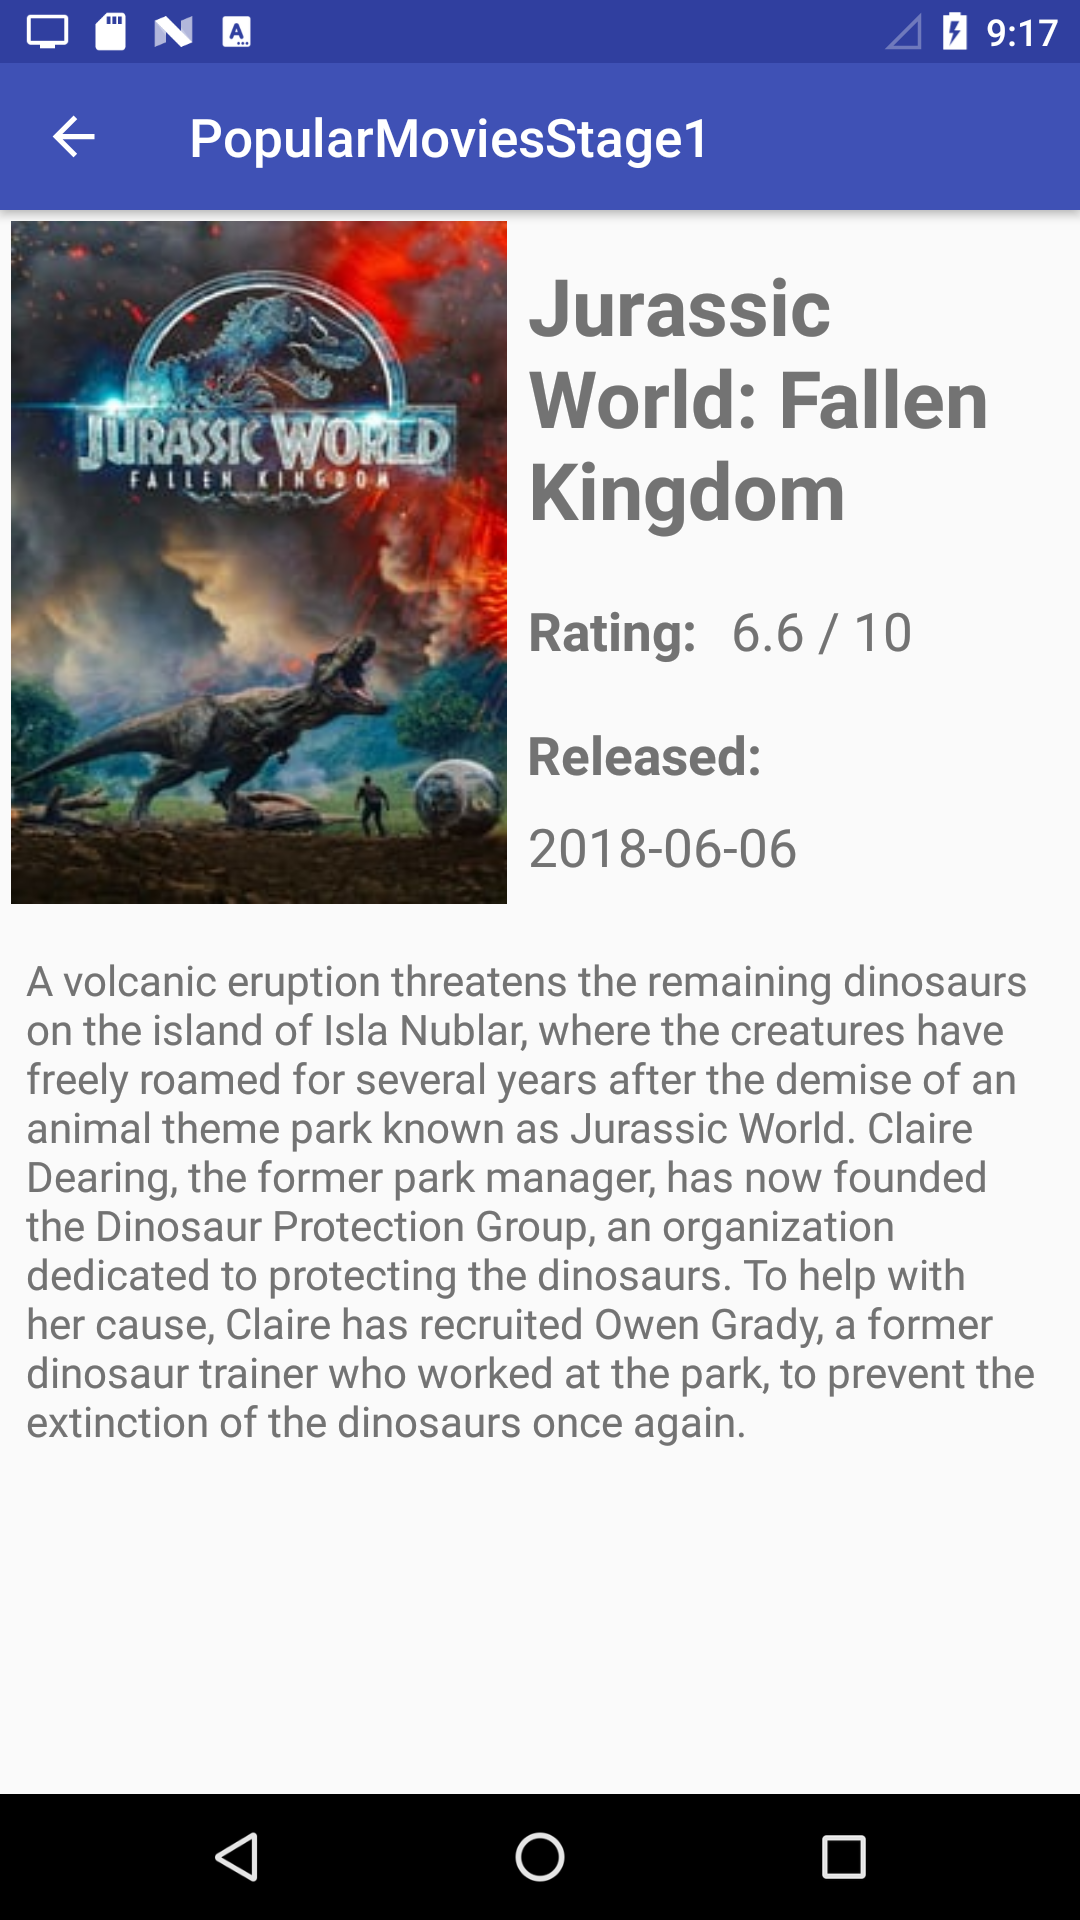 9:17
PopularMoviesStage1
JURASSIC WORLD
FALLEN KINGDOM
Jurassic
World: Fallen
Kingdom
Rating: 6.6 / 10
Released:
2018-06-06
A volcanic eruption threatens the remaining dinosaurs
on the island of Isla Nublar, where the creatures have
freely roamed for several years after the demise of an
animal theme park known as Jurassic World. Claire
Dearing, the former park manager, has now founded
the Dinosaur Protection Group, an organization
dedicated to protecting the dinosaurs. To help with
her cause, Claire has recruited Owen Grady, a former
dinosaur trainer who worked at the park, to prevent the
extinction of the dinosaurs once again.